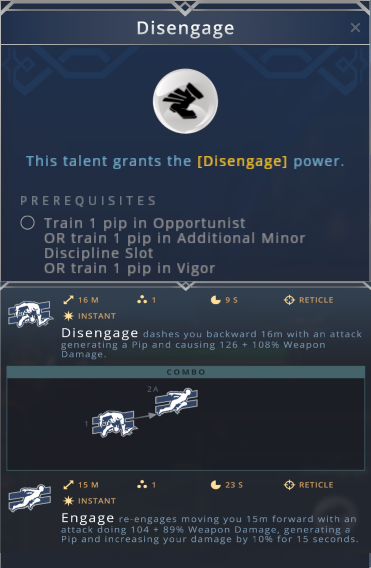 Disengage
This talent grants the [Disengage] power.
PREREQUISITES
Train 1 pip in Opportunist
OR train 1 pip in Additional Minor
Discipline Slot
OR train 1 pip in Vigor
16 M 1 9 S RETICLE
INSTANT
Disengage dashes you backward 16m with an attack
generating a Pip and causing 126 + 108% Weapon
Damage.
COMBO
2A
1
15 M 1 23 S RETICLE
INSTANT
Engage re-engages moving you 15m forward with an
attack doing 104 + 89% Weapon Damage, generating a
Pip and increasing your damage by 10% for 15 seconds.